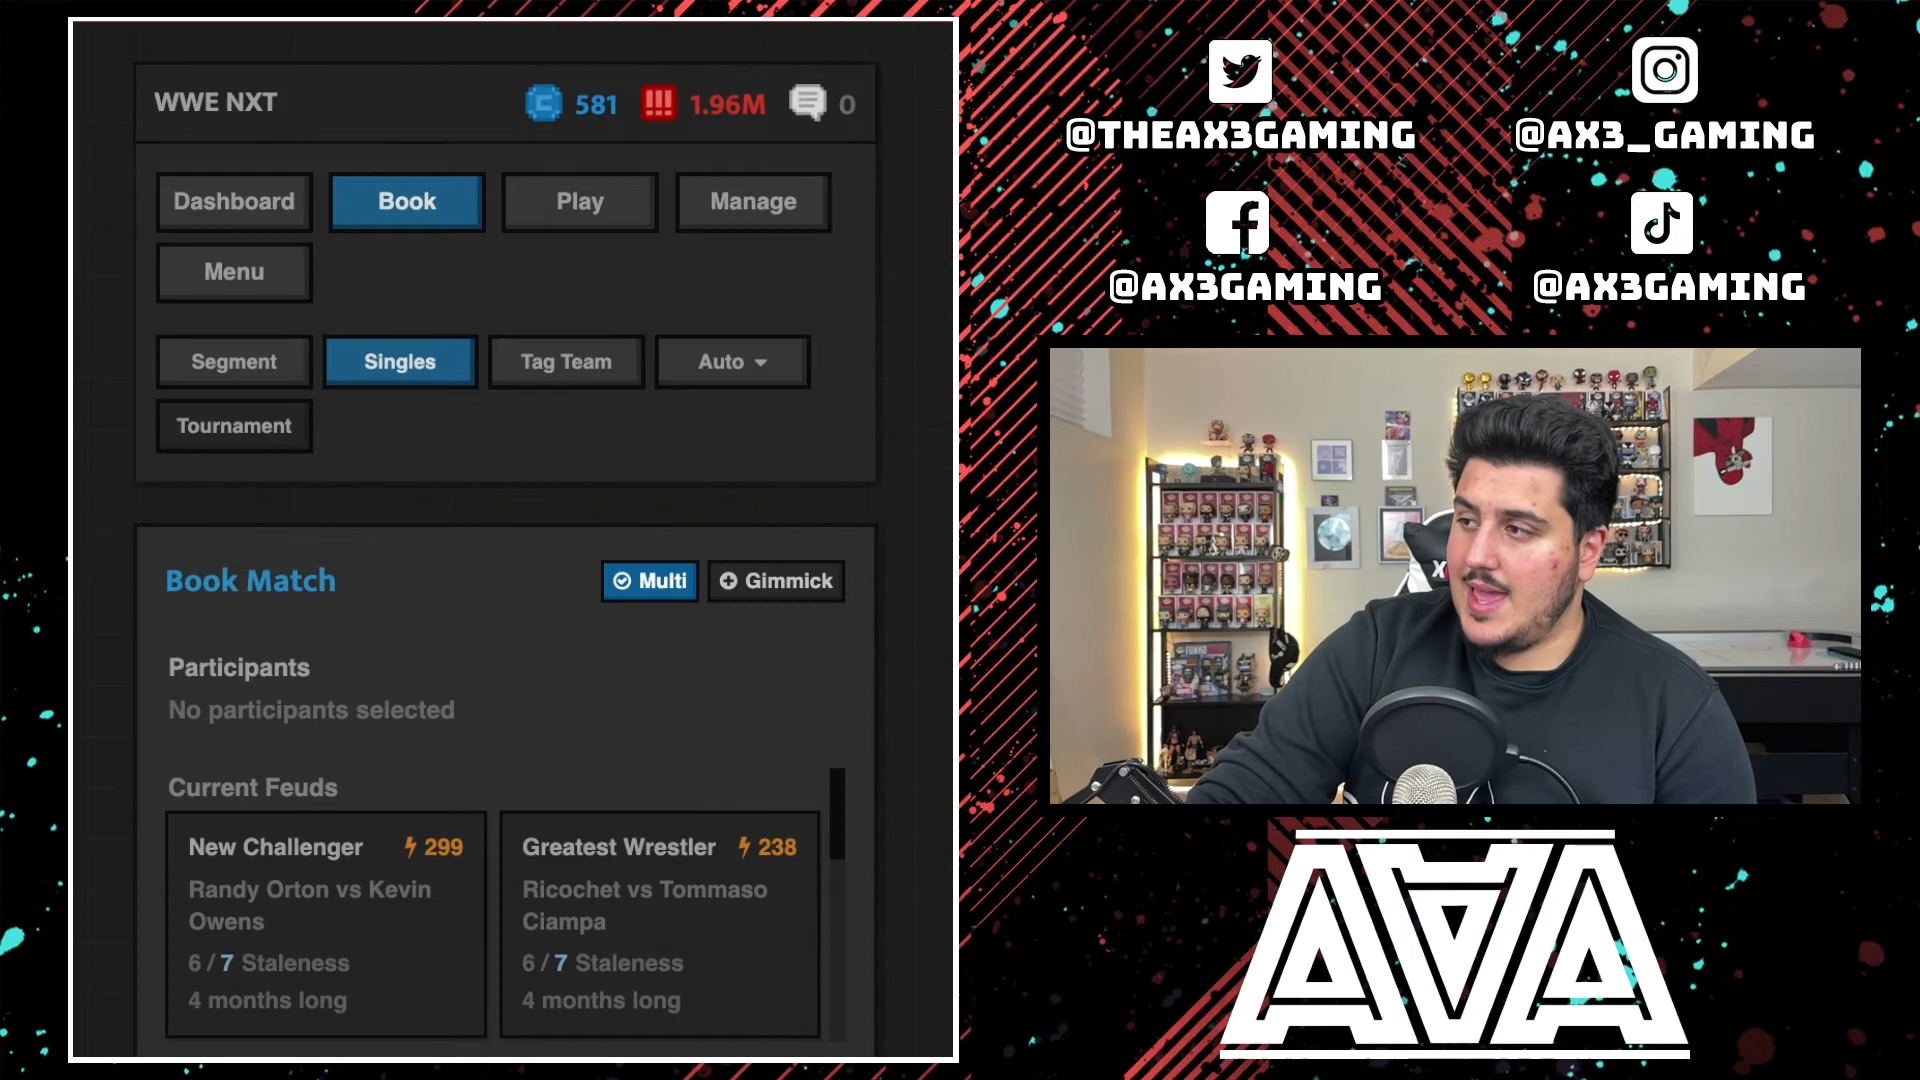 WWE NXT
581
1.96M
0
Dashboard
Book
Play
Manage
Menu
Segment
Singles
Tag Team
Auto
Tournament
Book Match
Multi
Gimmick
Participants
No participants selected
Current Feuds
New Challenger
299
Randy Orton vs Kevin
Owens
6 / 7 Staleness
4 months long
Greatest Wrestler
238
Ricochet vs Tommaso
Ciampa
6 / 7 Staleness
4 months long
@THEAX3GAMING
@AX3_GAMING
@AX3GAMING
@AX3GAMING